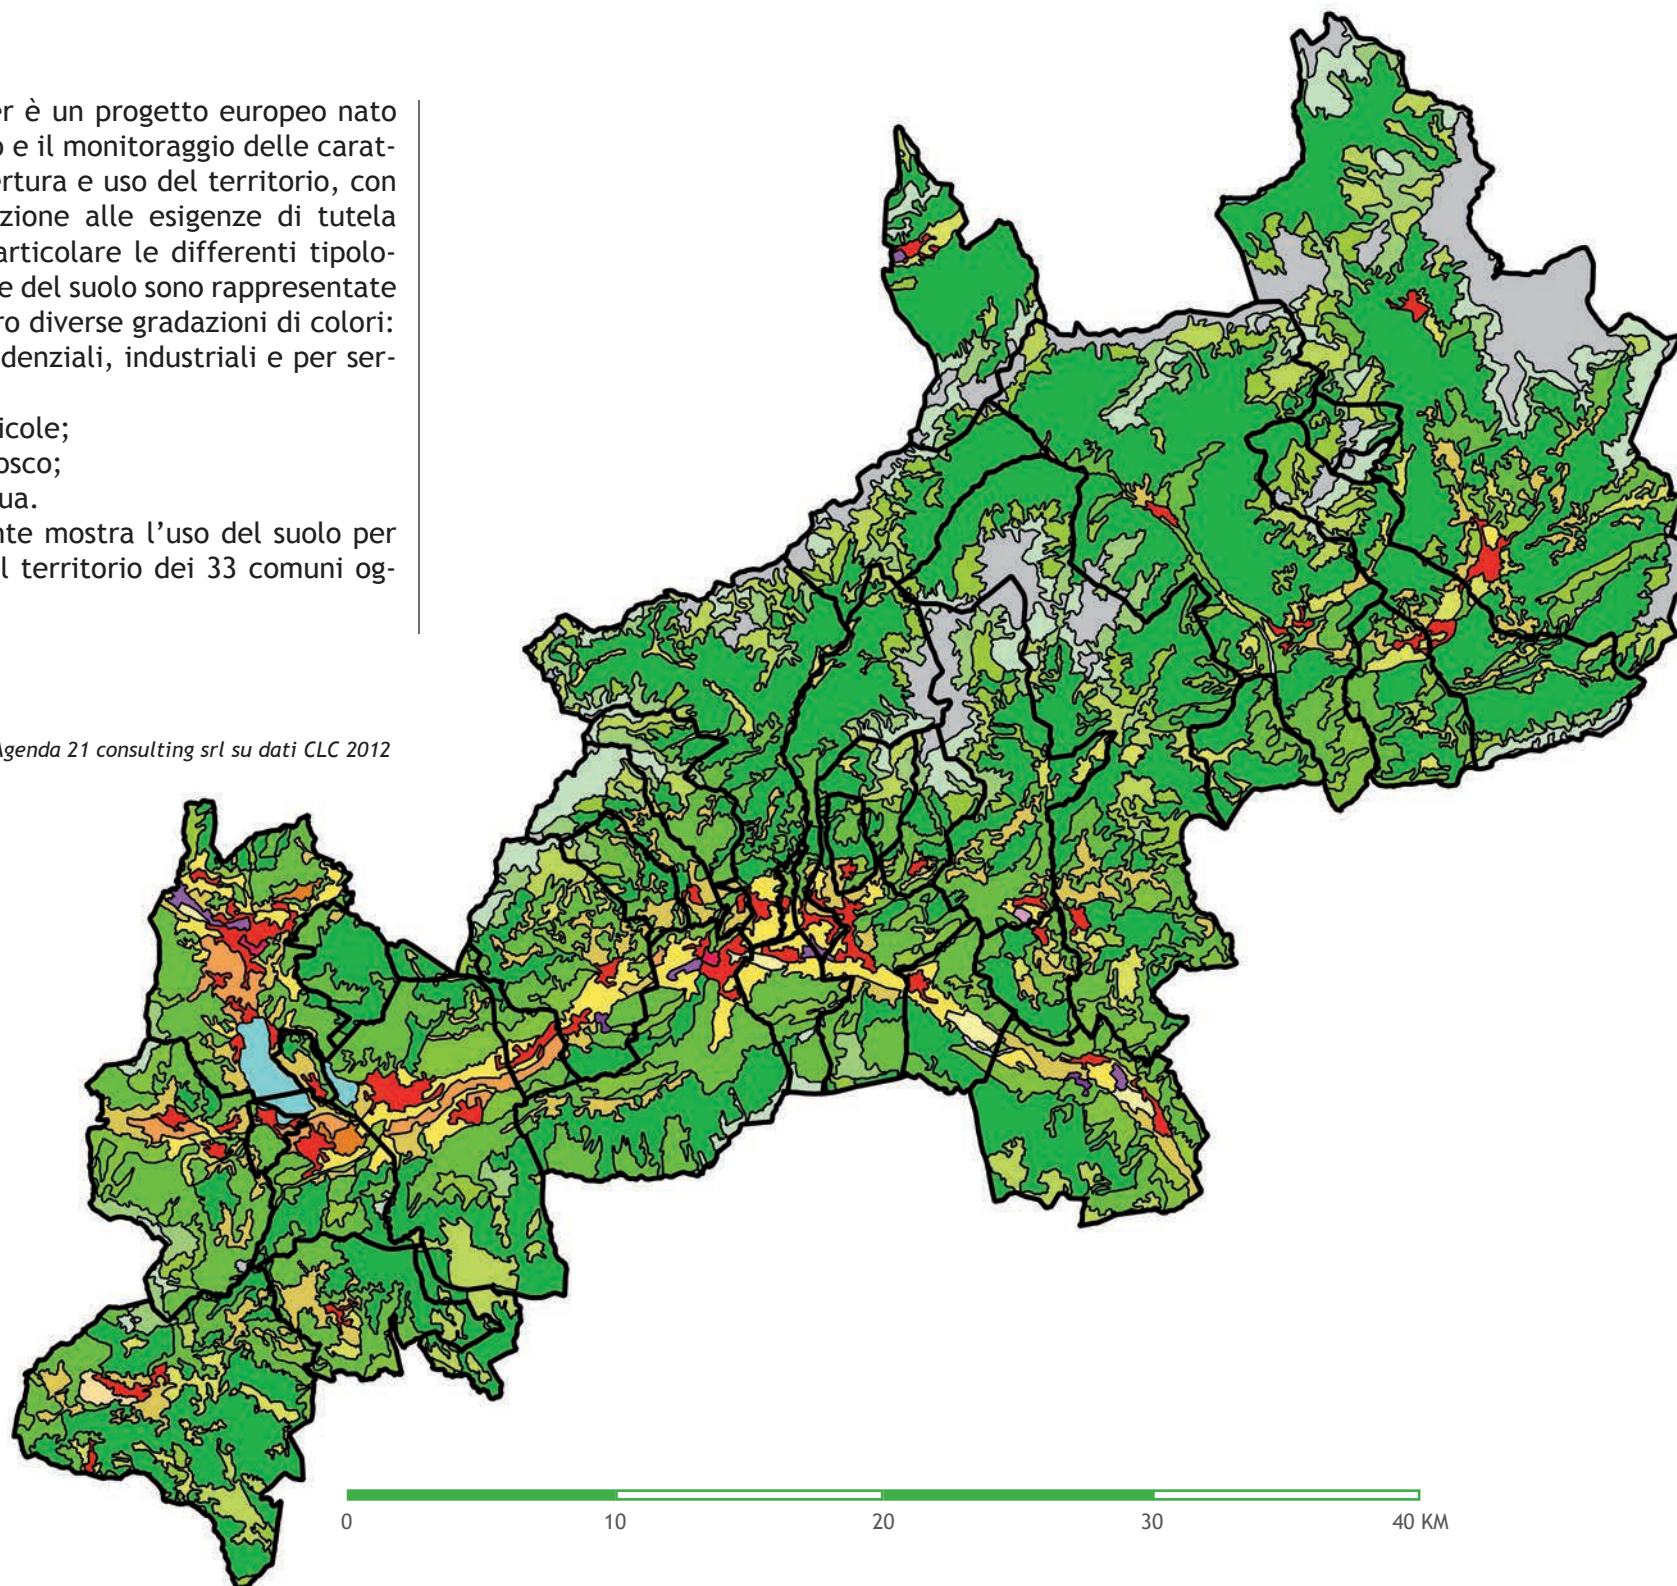 er è un progetto europeo nato
o e il monitoraggio delle carat-
ertura e uso del territorio, con
zione alle esigenze di tutela
articolare le differenti tipolo-
e del suolo sono rappresentate
ro diverse gradazioni di colori:
denziali, industriali e per ser-
icole;
osco;
ua.
nte mostra l'uso del suolo per
l territorio dei 33 comuni og-
Agenda 21 consulting srl su dati CLC 2012
0 10 20 30 40 KM